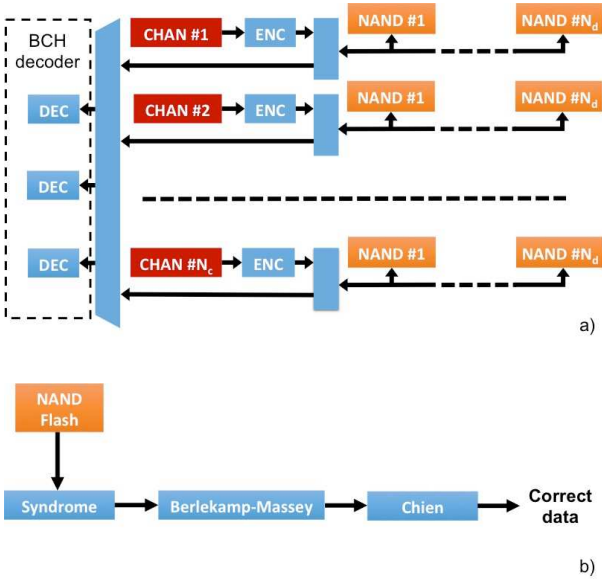 BCH
decoder
CHAN #1 ENC NAND #1 NAND #Nd
DEC CHAN #2 ENC NAND #1 NAND #Nd
DEC
DEC CHAN #Nc ENC NAND #1 NAND #Nd
a)
NAND
Flash
Syndrome Berlekamp-Massey Chien Correct
data
b)